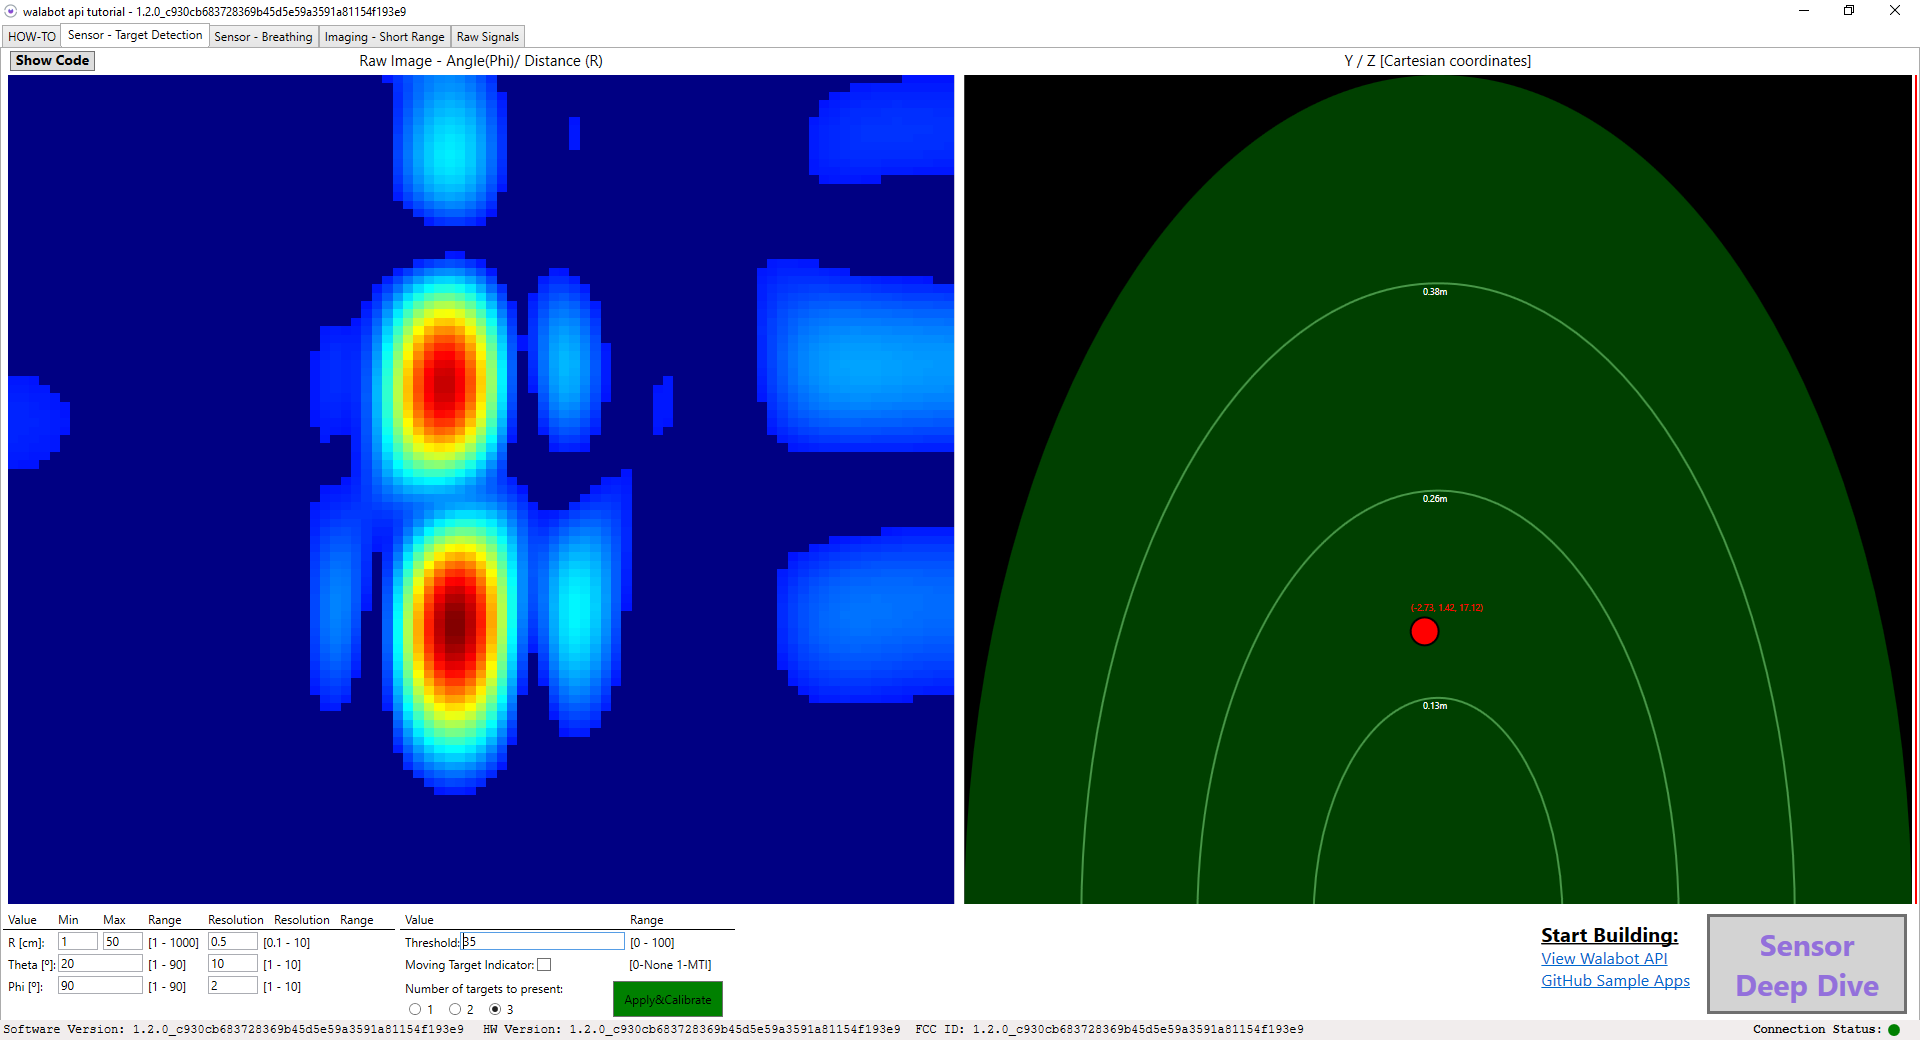 walabot api tutorial - 1.2.0_c930cb683728369b45d5e59a3591a81154f193e9
HOW-TO Sensor - Target Detection Sensor - Breathing Imaging - Short Range Raw Signals
Show Code Raw Image - Angle(Phi)/ Distance (R) Y / Z [Cartesian coordinates]
0.38m
0.26m
(-2.73, 1.42, 17.12)
0.13m
Value Min Max Range Resolution Resolution Range Value Range
R [cm]: 1 50 [1 - 1000] 0.5 [0.1 - 10] Threshold: 35 [0 - 100]
Theta [º]: 20 [1 - 90] 10 [1 - 10] Moving Target Indicator: [0-None 1-MTI]
Phi [º]: 90 [1 - 90] 2 [1 - 10] Number of targets to present:
1 2 3
Apply&Calibrate
Start Building:
View Walabot API
GitHub Sample Apps
Sensor
Deep Dive
Software Version: 1.2.0_c930cb683728369b45d5e59a3591a81154f193e9 HW Version: 1.2.0_c930cb683728369b45d5e59a3591a81154f193e9 FCC ID: 1.2.0_c930cb683728369b45d5e59a3591a81154f193e9 Connection Status: